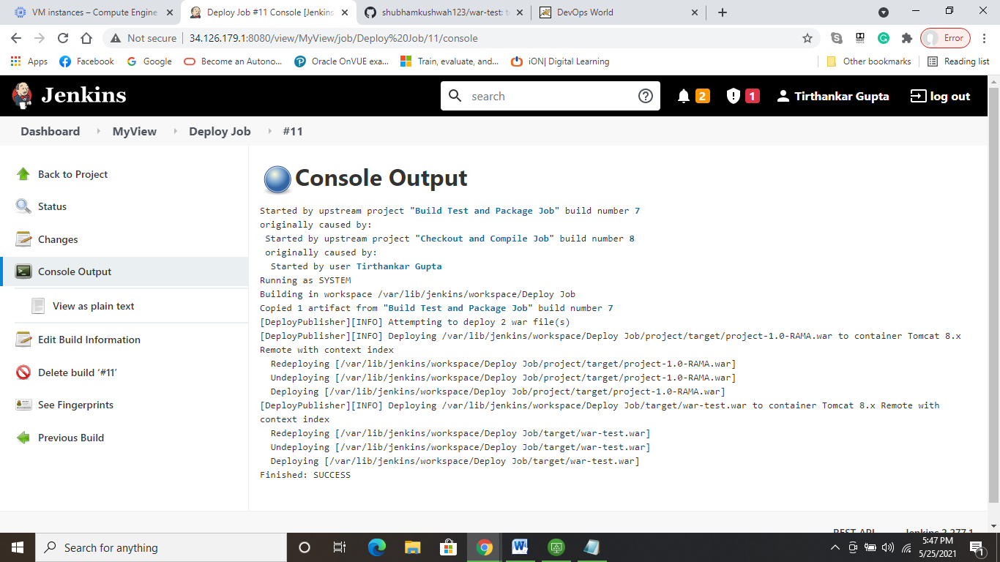 VM instances – Compute Engine
Deploy Job #11 Console [Jenkins
shubhamkushwah123/war-test: t
DevOps World
Not secure
34.126.179.1:8080/view/MyView/job/Deploy%20Job/11/console
Error
Apps
Facebook
Google
Become an Autono...
Oracle OnVUE exa...
Train, evaluate, and...
iON| Digital Learning
Other bookmarks
Reading list
Jenkins
search
2
1
Tirthankar Gupta
log out
Dashboard
MyView
Deploy Job
#11
Back to Project
Status
Changes
Console Output
View as plain text
Edit Build Information
Delete build ‘#11’
See Fingerprints
Previous Build
Console Output
Started by upstream project "Build Test and Package Job" build number 7
originally caused by:
Started by upstream project "Checkout and Compile Job" build number 8
originally caused by:
Started by user Tirthankar Gupta
Running as SYSTEM
Building in workspace /var/lib/jenkins/workspace/Deploy Job
Copied 1 artifact from "Build Test and Package Job" build number 7
[DeployPublisher][INFO] Attempting to deploy 2 war file(s)
[DeployPublisher][INFO] Deploying /var/lib/jenkins/workspace/Deploy Job/project/target/project-1.0-RAMA.war to container Tomcat 8.x
Remote with context index
Redeploying [/var/lib/jenkins/workspace/Deploy Job/project/target/project-1.0-RAMA.war]
Undeploying [/var/lib/jenkins/workspace/Deploy Job/project/target/project-1.0-RAMA.war]
Deploying [/var/lib/jenkins/workspace/Deploy Job/project/target/project-1.0-RAMA.war]
[DeployPublisher][INFO] Deploying /var/lib/jenkins/workspace/Deploy Job/target/war-test.war to container Tomcat 8.x Remote with
context index
Redeploying [/var/lib/jenkins/workspace/Deploy Job/target/war-test.war]
Undeploying [/var/lib/jenkins/workspace/Deploy Job/target/war-test.war]
Deploying [/var/lib/jenkins/workspace/Deploy Job/target/war-test.war]
Finished: SUCCESS
REST API
Jenkins 2.277.1
Search for anything
5:47 PM
5/25/2021
1